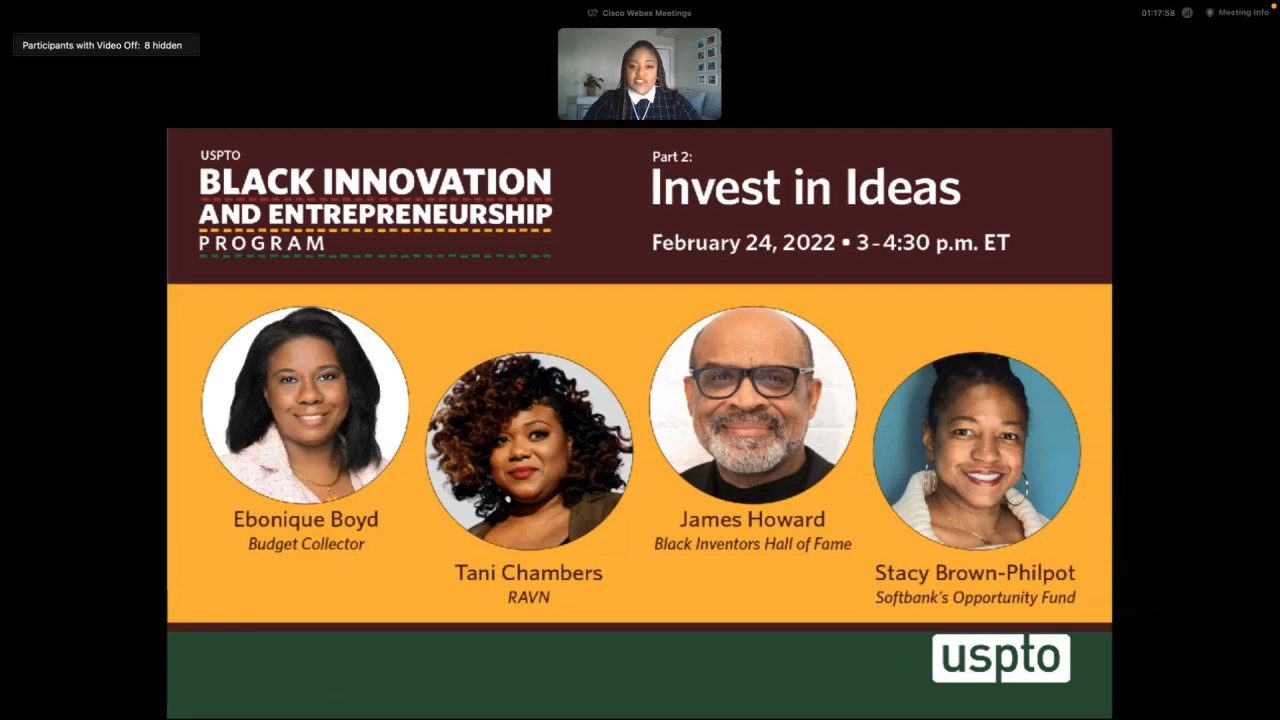 Cisco Webex Meetings
01:17:58
Meeting Info
Participants with Video Off: 8 hidden
USPTO
BLACK INNOVATION
AND ENTREPRENEURSHIP
PROGRAM
Part 2:
Invest in Ideas
February 24, 2022 ▪ 3–4:30 p.m. ET
Ebonique Boyd
Budget Collector
Tani Chambers
RAVN
James Howard
Black Inventors Hall of Fame
Stacy Brown-Philpot
Softbank's Opportunity Fund
uspto